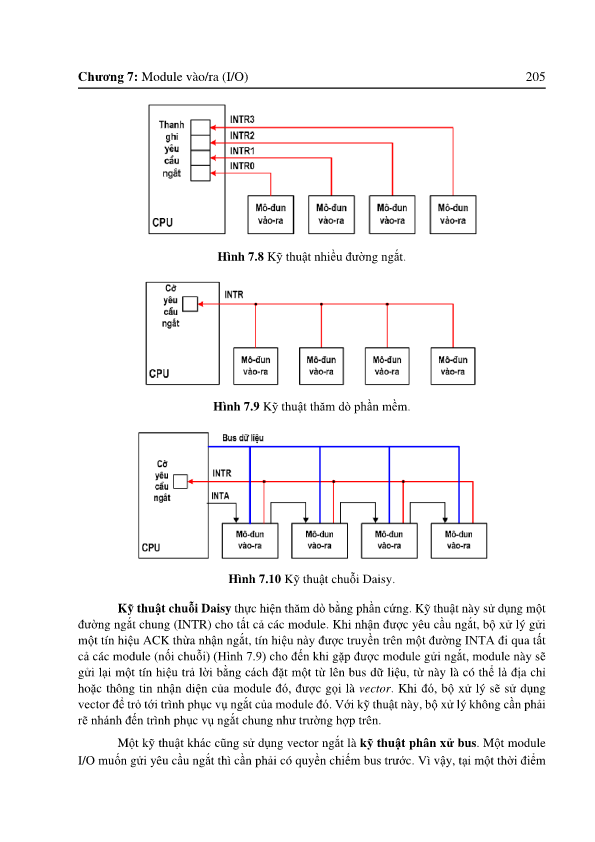 Chương 7: Module vào/ra (I/O) 205
Thanh
ghi
yêu
cầu
ngắt
CPU
INTR3
INTR2
INTR1
INTR0
Mô-đun Mô-đun Mô-đun Mô-đun
vào-ra vào-ra vào-ra vào-ra
Hình 7.8 Kỹ thuật nhiều đường ngắt.
Cờ
yêu
cầu
ngắt
CPU
INTR
Mô-đun Mô-đun Mô-đun Mô-đun
vào-ra vào-ra vào-ra vào-ra
Hình 7.9 Kỹ thuật thăm dò phần mềm.
Bus dữ liệu
Cờ
yêu
cầu
ngắt
CPU
INTR
INTA
Mô-đun Mô-đun Mô-đun Mô-đun
vào-ra vào-ra vào-ra vào-ra
Hình 7.10 Kỹ thuật chuỗi Daisy.
Kỹ thuật chuỗi Daisy thực hiện thăm dò bằng phần cứng. Kỹ thuật này sử dụng một
đường ngắt chung (INTR) cho tất cả các module. Khi nhận được yêu cầu ngắt, bộ xử lý gửi
một tín hiệu ACK thừa nhận ngắt, tín hiệu này được truyền trên một đường INTA đi qua tất
cả các module (nối chuỗi) (Hình 7.9) cho đến khi gặp được module gửi ngắt, module này sẽ
gửi lại một tín hiệu trả lời bằng cách đặt một từ lên bus dữ liệu, từ này là có thể là địa chỉ
hoặc thông tin nhận diện của module đó, được gọi là vector. Khi đó, bộ xử lý sẽ sử dụng
vector để trỏ tới trình phục vụ ngắt của module đó. Với kỹ thuật này, bộ xử lý không cần phải
rẽ nhánh đến trình phục vụ ngắt chung như trường hợp trên.
Một kỹ thuật khác cũng sử dụng vector ngắt là kỹ thuật phân xử bus. Một module
I/O muốn gửi yêu cầu ngắt thì cần phải có quyền chiếm bus trước. Vì vậy, tại một thời điểm